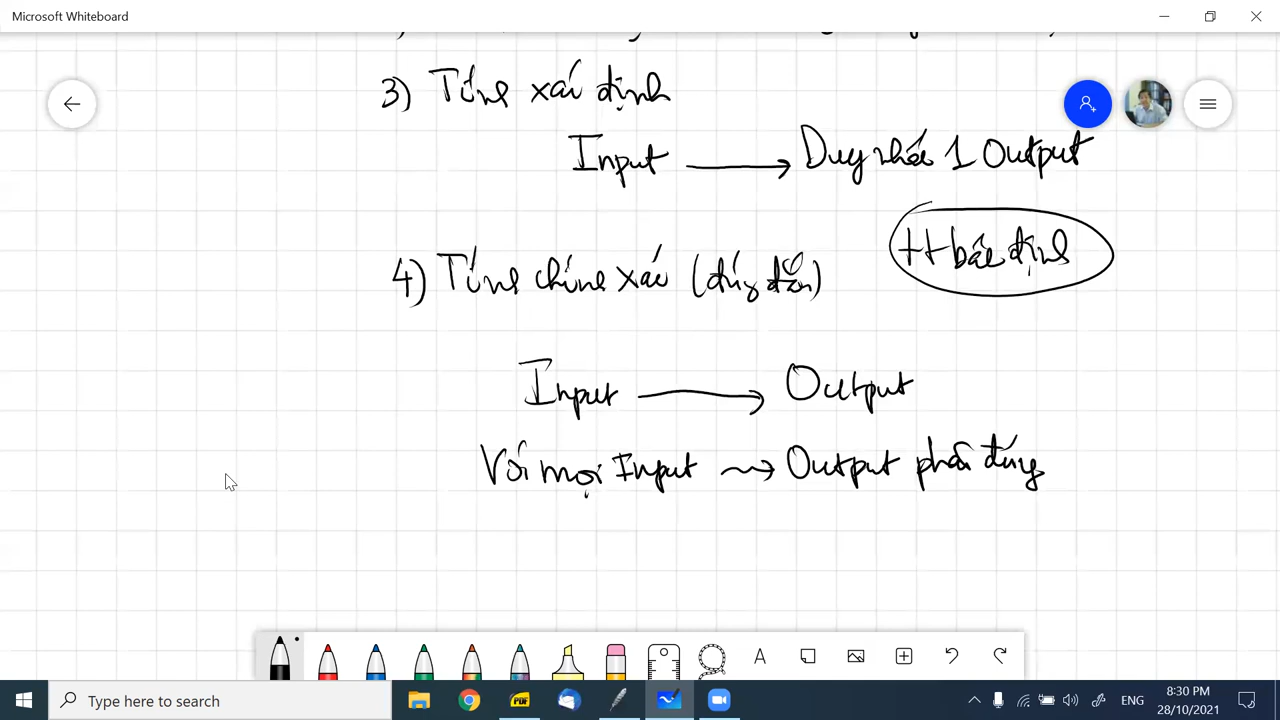 Microsoft Whiteboard
3) Tính xác định
Input → Duy nhất 1 Output
TT bất định
4) Tính chính xác (đúng đắn)
Input → Output
Với mọi Input → Output phải đúng
A
Type here to search
PDF
ENG
8:30 PM
28/10/2021